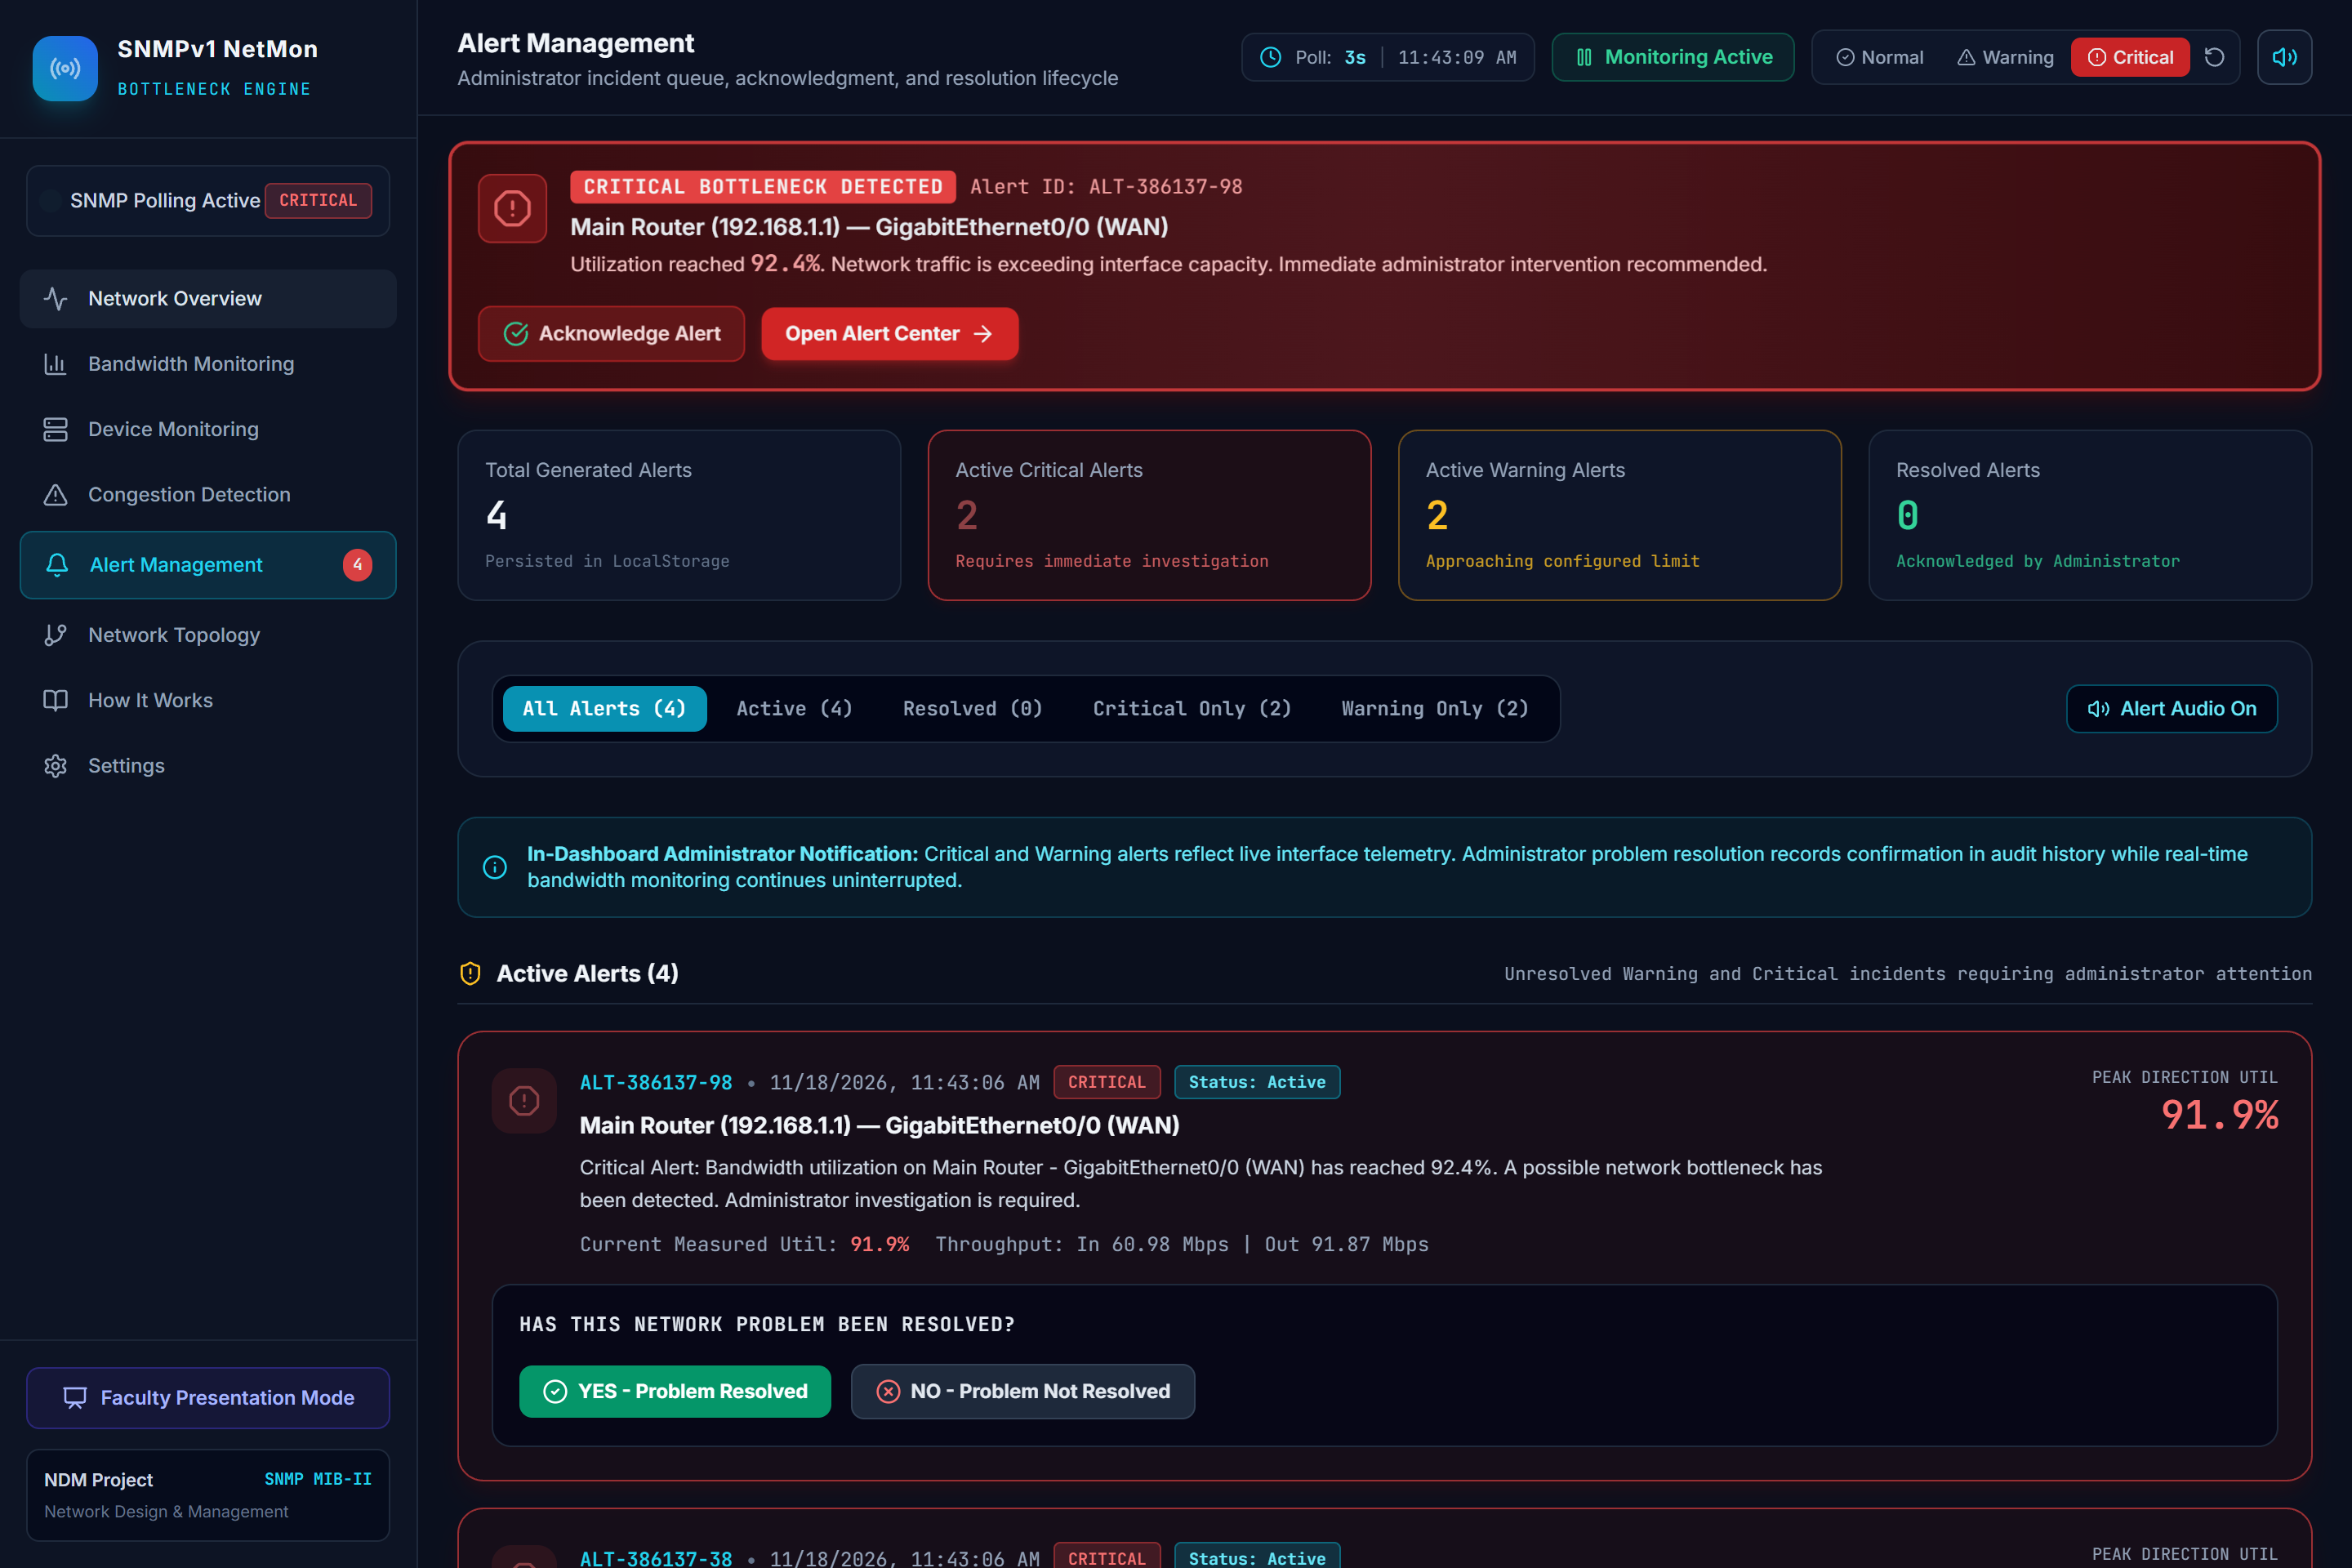 SNMPv1 NetMon
BOTTLENECK ENGINE
SNMP Polling Active CRITICAL
Network Overview
Bandwidth Monitoring
Device Monitoring
Congestion Detection
Alert Management 4
Network Topology
How It Works
Settings
Faculty Presentation Mode
NDM Project SNMP MIB-II
Network Design & Management
Alert Management
Administrator incident queue, acknowledgment, and resolution lifecycle
Poll: 3s | 11:43:09 AM
Monitoring Active
Normal Warning Critical
CRITICAL BOTTLENECK DETECTED Alert ID: ALT-386137-98
Main Router (192.168.1.1) — GigabitEthernet0/0 (WAN)
Utilization reached 92.4%. Network traffic is exceeding interface capacity. Immediate administrator intervention recommended.
Acknowledge Alert Open Alert Center →
Total Generated Alerts
4
Persisted in LocalStorage
Active Critical Alerts
2
Requires immediate investigation
Active Warning Alerts
2
Approaching configured limit
Resolved Alerts
0
Acknowledged by Administrator
All Alerts (4) Active (4) Resolved (0) Critical Only (2) Warning Only (2)
Alert Audio On
In-Dashboard Administrator Notification: Critical and Warning alerts reflect live interface telemetry. Administrator problem resolution records confirmation in audit history while real-time
bandwidth monitoring continues uninterrupted.
Active Alerts (4)
Unresolved Warning and Critical incidents requiring administrator attention
ALT-386137-98 • 11/18/2026, 11:43:06 AM CRITICAL Status: Active
PEAK DIRECTION UTIL
91.9%
Main Router (192.168.1.1) — GigabitEthernet0/0 (WAN)
Critical Alert: Bandwidth utilization on Main Router - GigabitEthernet0/0 (WAN) has reached 92.4%. A possible network bottleneck has
been detected. Administrator investigation is required.
Current Measured Util: 91.9% Throughput: In 60.98 Mbps | Out 91.87 Mbps
HAS THIS NETWORK PROBLEM BEEN RESOLVED?
YES - Problem Resolved NO - Problem Not Resolved
ALT-386137-38 • 11/18/2026, 11:43:06 AM CRITICAL Status: Active
PEAK DIRECTION UTIL